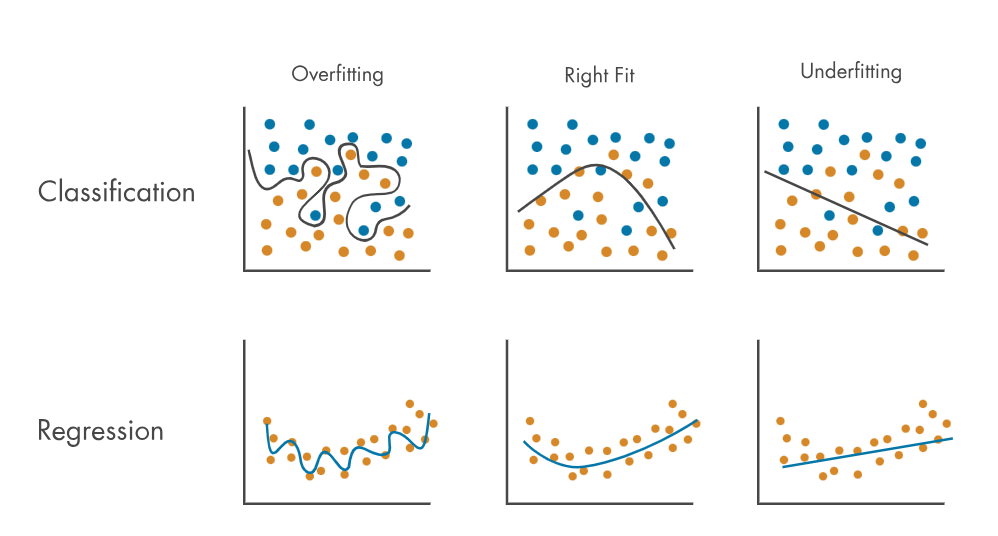 Overfitting
Right Fit
Underfitting
Classification
Regression